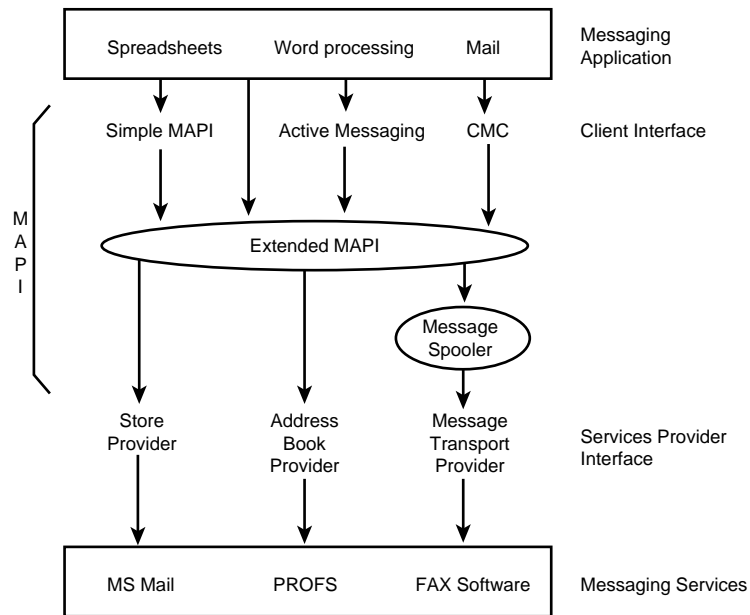 Spreadsheets Word processing Mail
Messaging
Application
Simple MAPI Active Messaging CMC Client Interface
M
A
P
I
Extended MAPI
Message
Spooler
Store
Provider
Address
Book
Provider
Message
Transport
Provider
Services Provider
Interface
MS Mail PROFS FAX Software Messaging Services